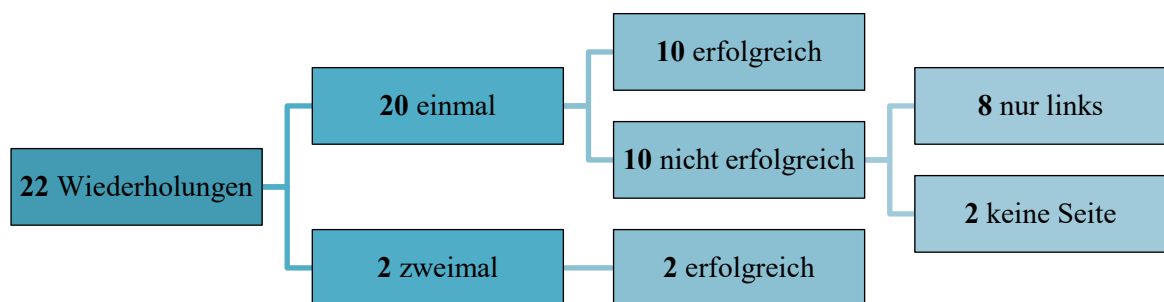 22 Wiederholungen
20 einmal
10 erfolgreich
10 nicht erfolgreich
8 nur links
2 keine Seite
2 zweimal
2 erfolgreich